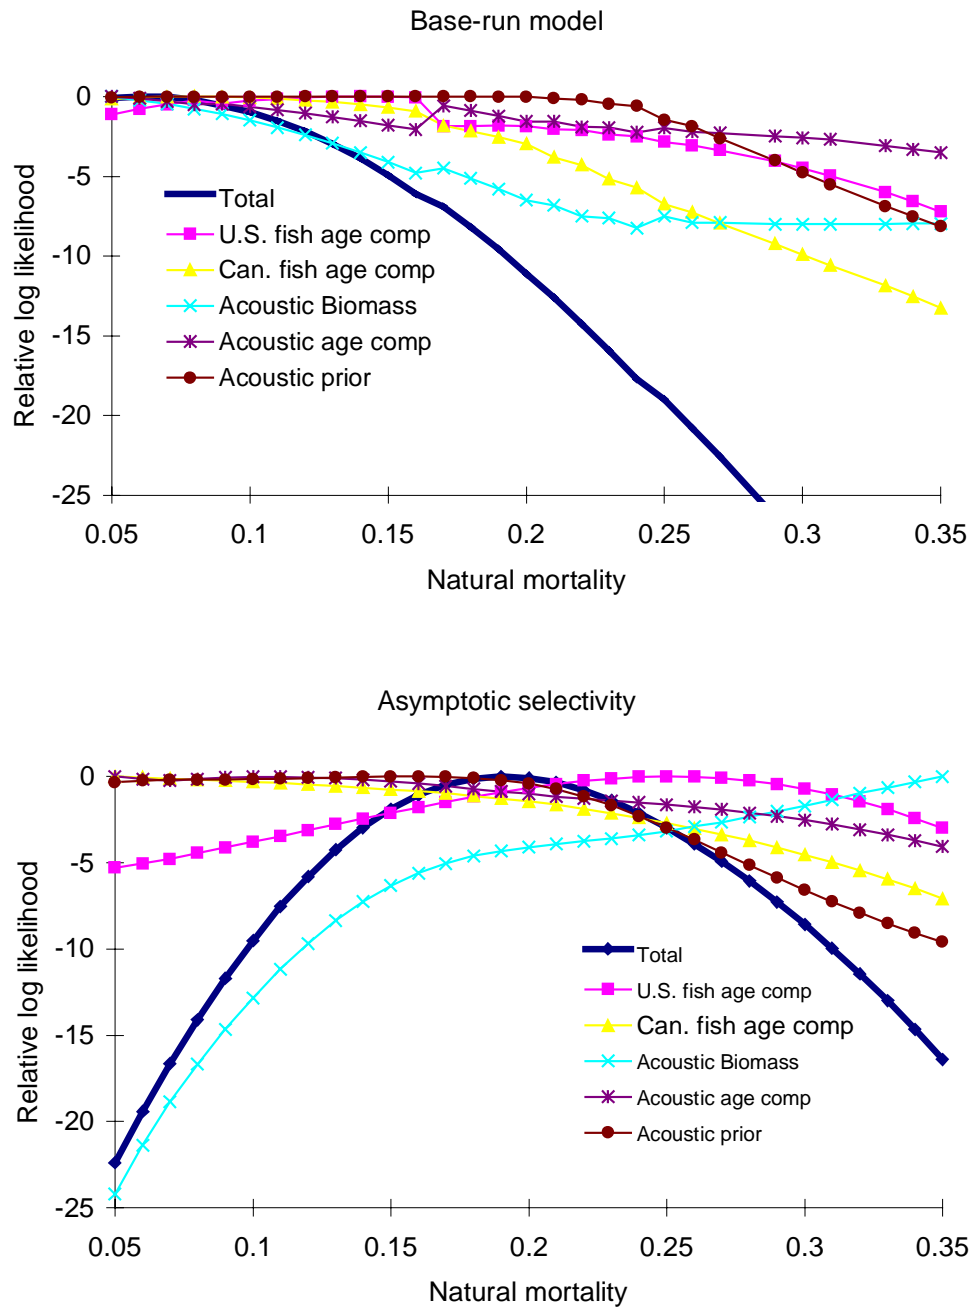 Base-run model
0
-5
-10
-15
-20
-25
Relative log likelihood
Total
U.S. fish age comp
Can. fish age comp
Acoustic Biomass
Acoustic age comp
Acoustic prior
0.05 0.1 0.15 0.2 0.25 0.3 0.35
Natural mortality
Asymptotic selectivity
0
-5
-10
-15
-20
-25
Relative log likelihood
Total
U.S. fish age comp
Can. fish age comp
Acoustic Biomass
Acoustic age comp
Acoustic prior
0.05 0.1 0.15 0.2 0.25 0.3 0.35
Natural mortality